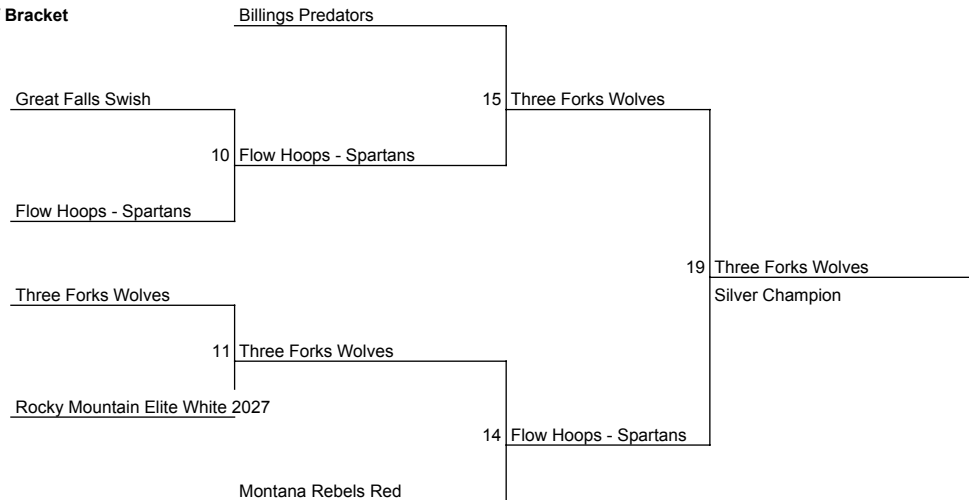 Bracket
Billings Predators
Great Falls Swish
15 Three Forks Wolves
10 Flow Hoops - Spartans
Flow Hoops - Spartans
19 Three Forks Wolves
Silver Champion
Three Forks Wolves
11 Three Forks Wolves
Rocky Mountain Elite White 2027
14 Flow Hoops - Spartans
Montana Rebels Red